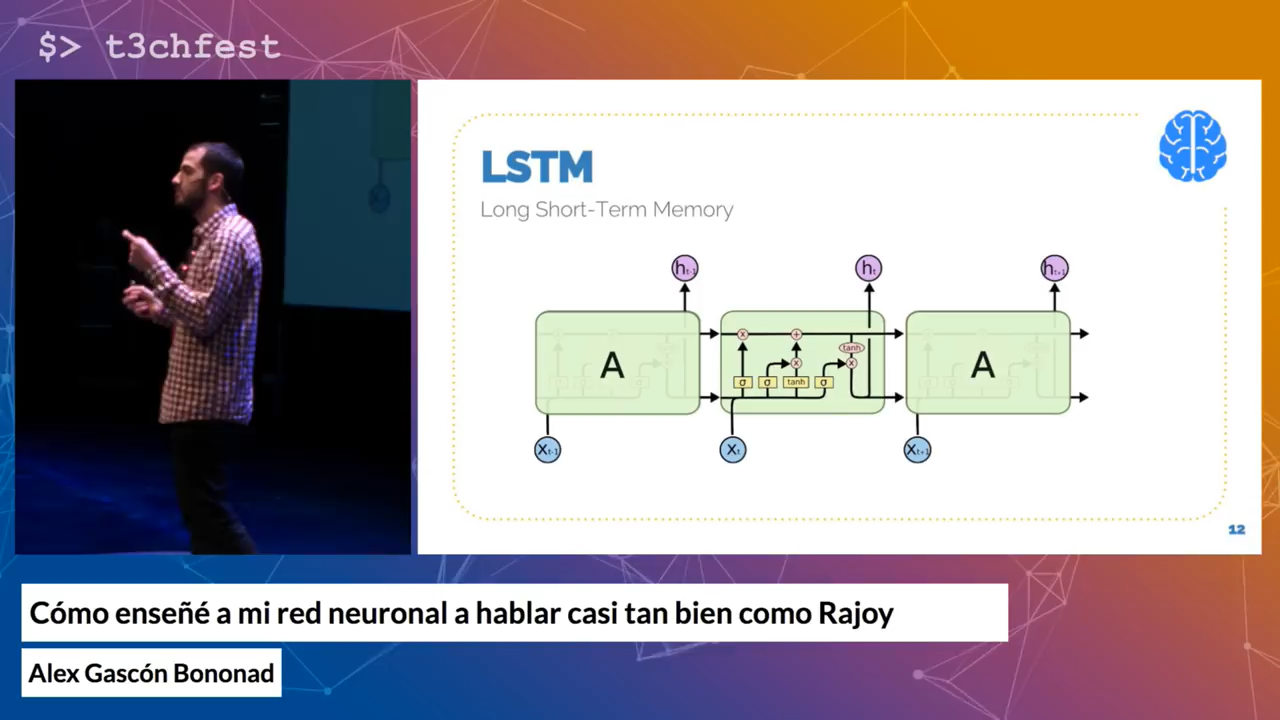 $> t3chfest
LSTM
Long Short-Term Memory
ht-1
ht
ht+1
A
x
+
tanh
x
x
σ
σ
tanh
σ
A
xt-1
xt
xt+1
12
Cómo enseñé a mi red neuronal a hablar casi tan bien como Rajoy
Alex Gascón Bononad